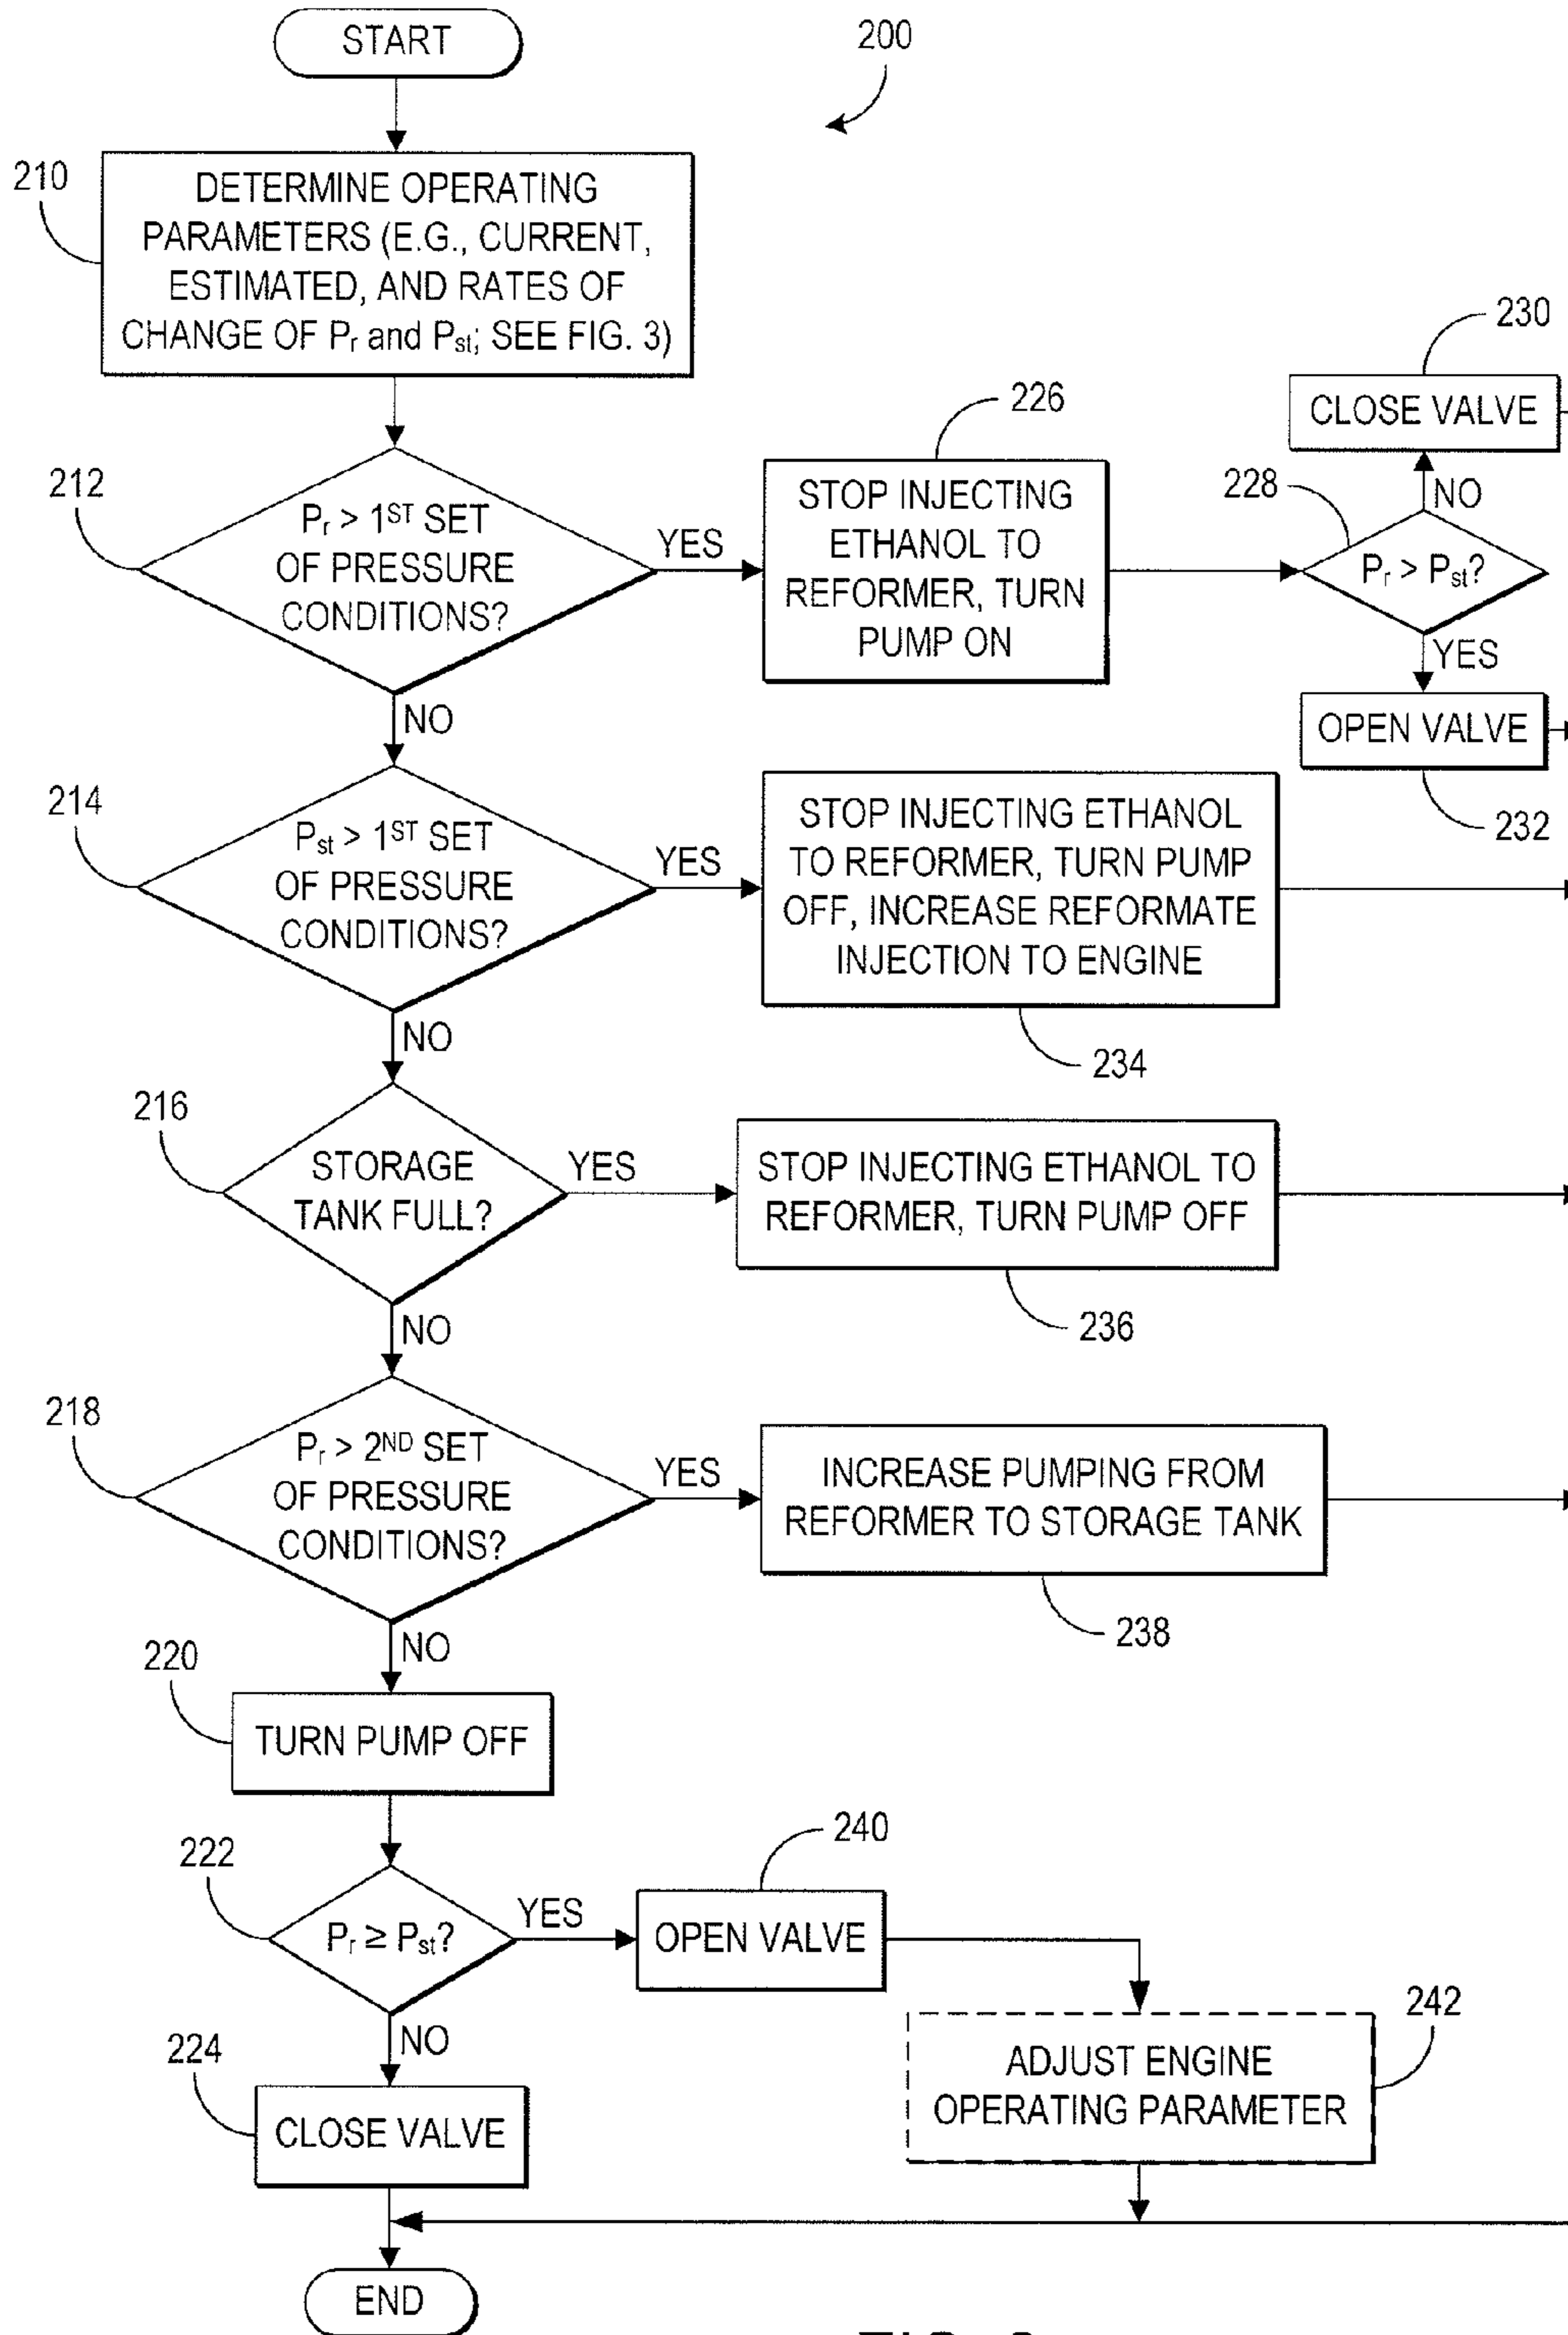 START
200
210
DETERMINE OPERATING
PARAMETERS (E.G., CURRENT,
ESTIMATED, AND RATES OF
CHANGE OF Pr and Pst; SEE FIG. 3)
212
Pr > 1ST SET
OF PRESSURE
CONDITIONS?
YES
NO
226
STOP INJECTING
ETHANOL TO
REFORMER, TURN
PUMP ON
228
Pr > Pst?
NO
230
CLOSE VALVE
YES
OPEN VALVE
232
214
Pst > 1ST SET
OF PRESSURE
CONDITIONS?
YES
NO
STOP INJECTING ETHANOL
TO REFORMER, TURN PUMP
OFF, INCREASE REFORMATE
INJECTION TO ENGINE
234
216
STORAGE
TANK FULL?
YES
NO
STOP INJECTING ETHANOL TO
REFORMER, TURN PUMP OFF
236
218
Pr > 2ND SET
OF PRESSURE
CONDITIONS?
YES
NO
INCREASE PUMPING FROM
REFORMER TO STORAGE TANK
238
220
TURN PUMP OFF
222
Pr ≥ Pst?
YES
NO
240
OPEN VALVE
242
ADJUST ENGINE
OPERATING PARAMETER
224
CLOSE VALVE
END